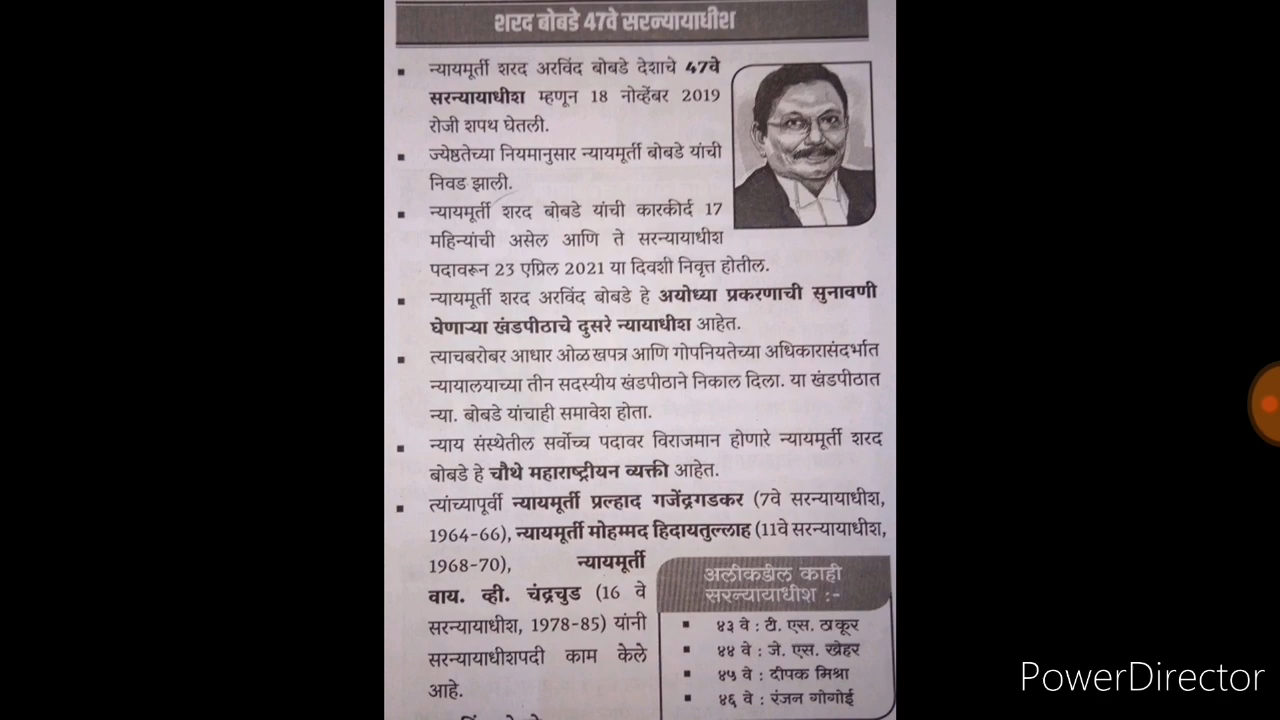 शरद बोबडे 47वे सरन्यायाधीश
▪ न्यायमूर्ती शरद अरविंद बोबडे देशाचे 47वे
सरन्यायाधीश म्हणून 18 नोव्हेंबर 2019
रोजी शपथ घेतली.
▪ ज्येष्ठतेच्या नियमानुसार न्यायमूर्ती बोबडे यांची
निवड झाली.
▪ न्यायमूर्ती शरद बोबडे यांची कारकीर्द 17
महिन्यांची असेल आणि ते सरन्यायाधीश
पदावरून 23 एप्रिल 2021 या दिवशी निवृत्त होतील.
▪ न्यायमूर्ती शरद अरविंद बोबडे हे अयोध्या प्रकरणाची सुनावणी
घेणाऱ्या खंडपीठाचे दुसरे न्यायाधीश आहेत.
▪ त्याचबरोबर आधार ओळखपत्र आणि गोपनियतेच्या अधिकारासंदर्भात
न्यायालयाच्या तीन सदस्यीय खंडपीठाने निकाल दिला. या खंडपीठात
न्या. बोबडे यांचाही समावेश होता.
▪ न्याय संस्थेतील सर्वोच्च पदावर विराजमान होणारे न्यायमूर्ती शरद
बोबडे हे चौथे महाराष्ट्रीयन व्यक्ती आहेत.
▪ त्यांच्यापूर्वी न्यायमूर्ती प्रल्हाद गजेंद्रगडकर (7वे सरन्यायाधीश,
1964-66), न्यायमूर्ती मोहम्मद हिदायतुल्लाह (11वे सरन्यायाधीश,
1968-70), न्यायमूर्ती
वाय. व्ही. चंद्रचुड (16 वे
सरन्यायाधीश, 1978-85) यांनी
सरन्यायाधीशपदी काम केले
आहे.
अलीकडील काही
सरन्यायाधीश :-
▪ ४३ वे : टी. एस. ठाकूर
▪ ४४ वे : जे. एस. खेहर
▪ ४५ वे : दीपक मिश्रा
▪ ४६ वे : रंजन गोगोई
PowerDirector